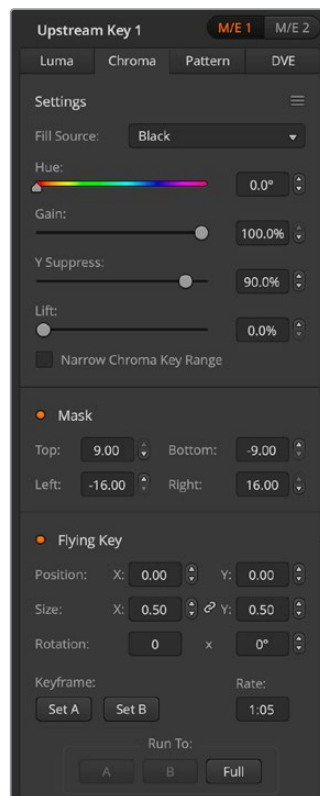 Upstream Key 1 M/E 1 M/E 2
Luma Chroma Pattern DVE
Settings
Fill Source: Black
Hue:
0.0°
Gain:
100.0%
Y Suppress:
90.0%
Lift:
0.0%
Narrow Chroma Key Range
Mask
Top: 9.00 Bottom: -9.00
Left: -16.00 Right: 16.00
Flying Key
Position: X: 0.00 Y: 0.00
Size: X: 0.50 Y: 0.50
Rotation: 0 x 0°
Keyframe: Rate:
Set A Set B 1:05
Run To:
A B Full